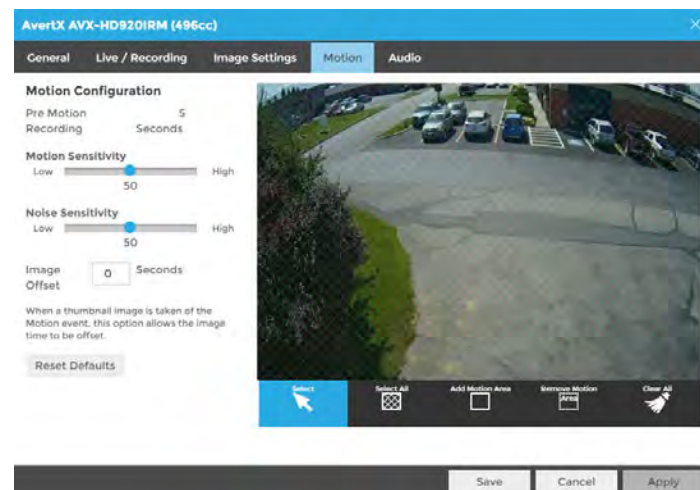 AvertX AVX-HD920IRM (496cc)
General Live / Recording Image Settings Motion Audio
Motion Configuration
Pre Motion Recording 5 Seconds
Motion Sensitivity
Low High
50
Noise Sensitivity
Low High
50
Image Offset 0 Seconds
When a thumbnail image is taken of the
Motion event, this option allows the image
time to be offset.
Reset Defaults
Select Select All Add Motion Area Remove Motion Area Clear All
Save Cancel Apply